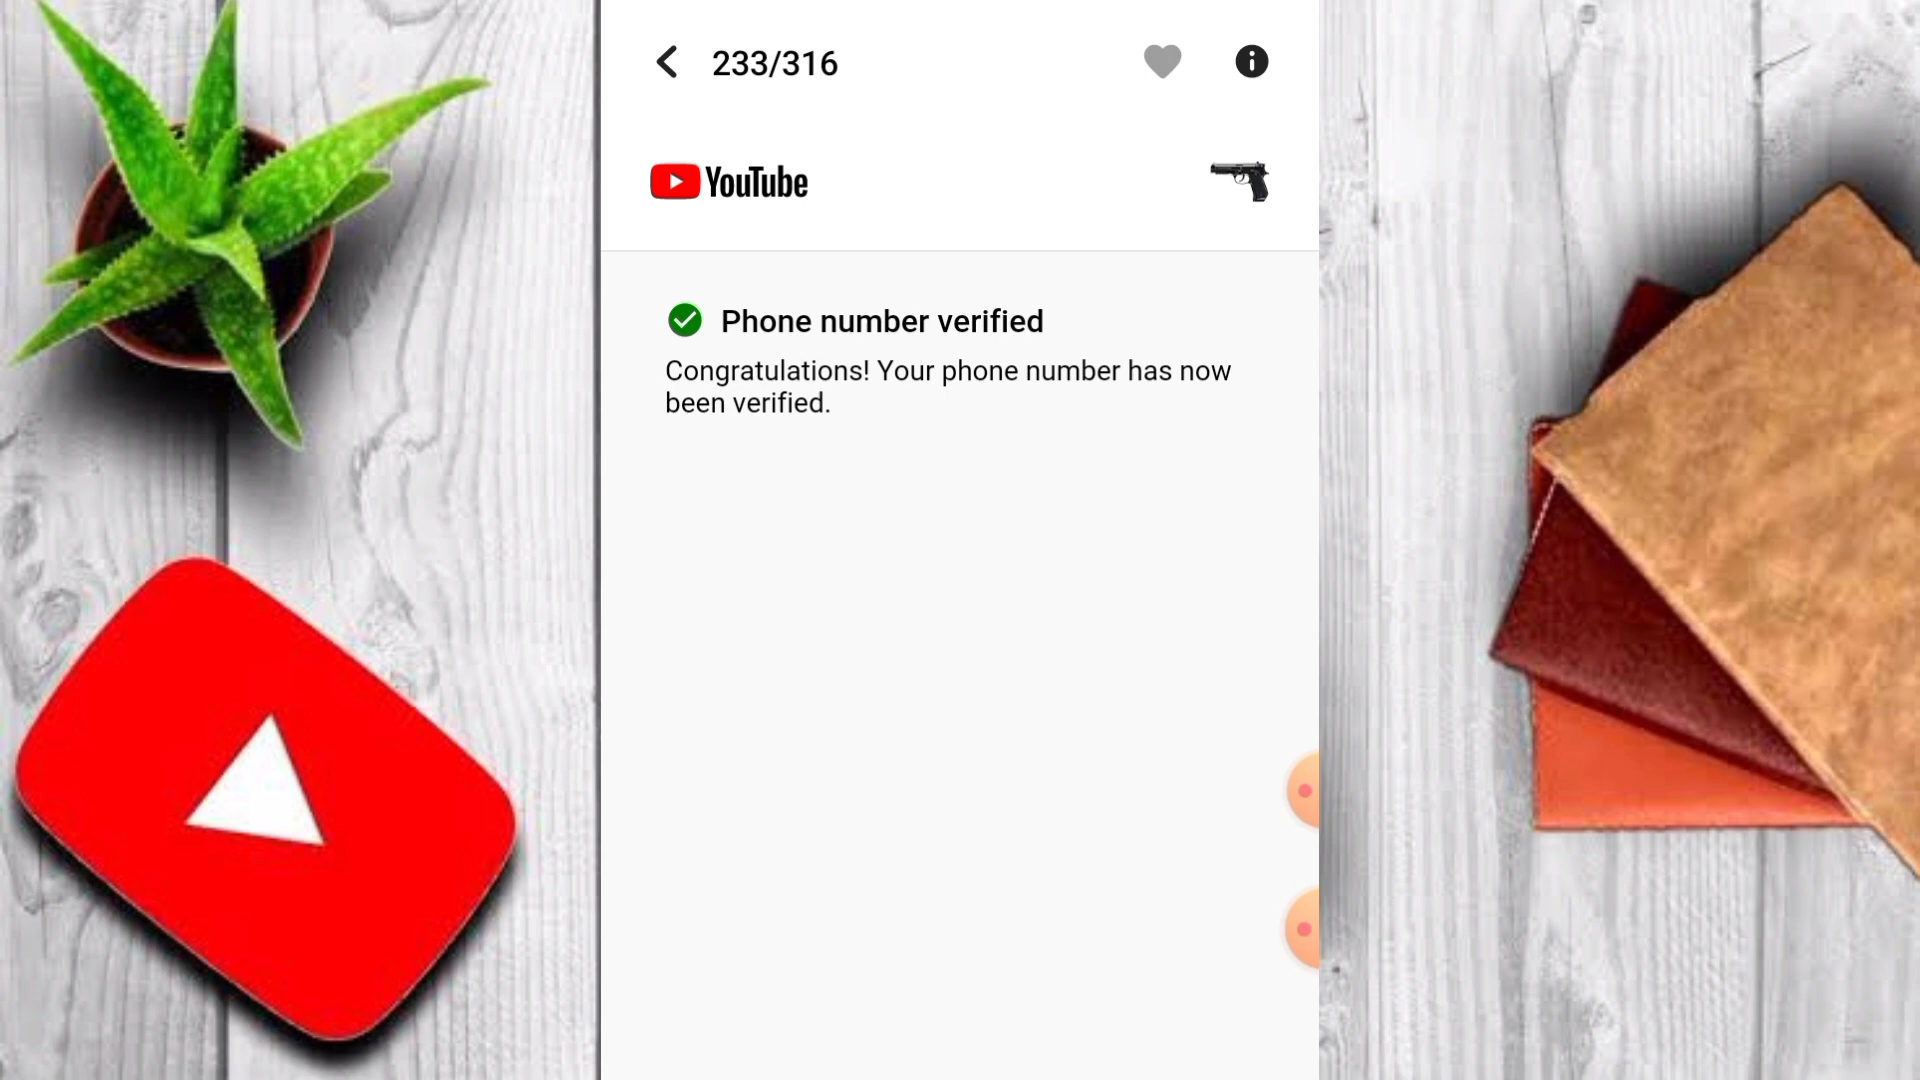 233/316
YouTube
Phone number verified
Congratulations! Your phone number has now
been verified.